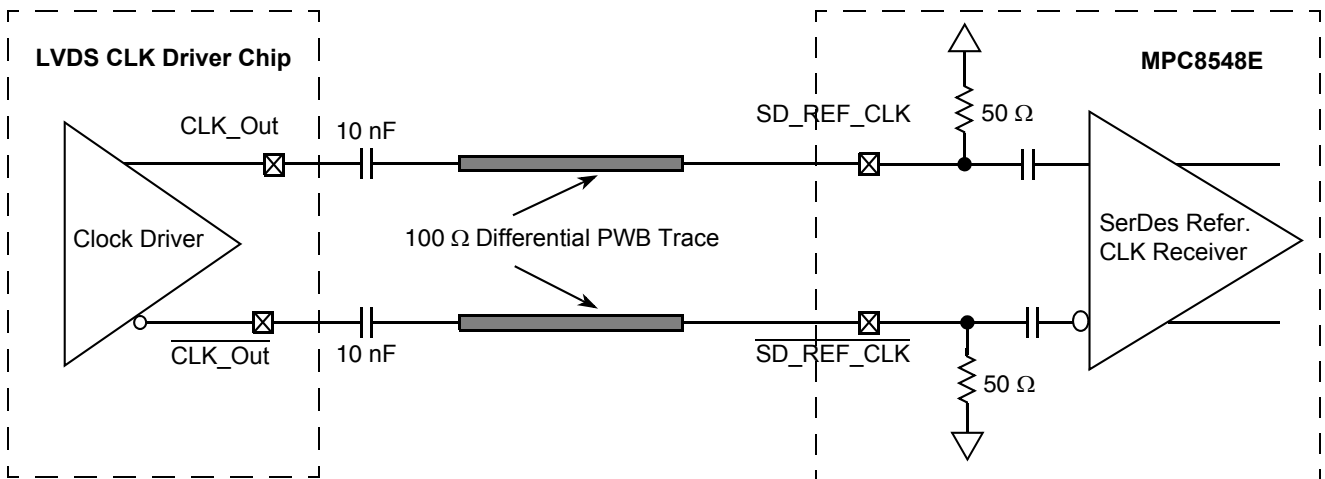 LVDS CLK Driver Chip
MPC8548E
CLK_Out
10 nF
SD_REF_CLK
50 Ω
Clock Driver
100 Ω Differential PWB Trace
SerDes Refer.
CLK Receiver
CLK_Out
10 nF
SD_REF_CLK
50 Ω